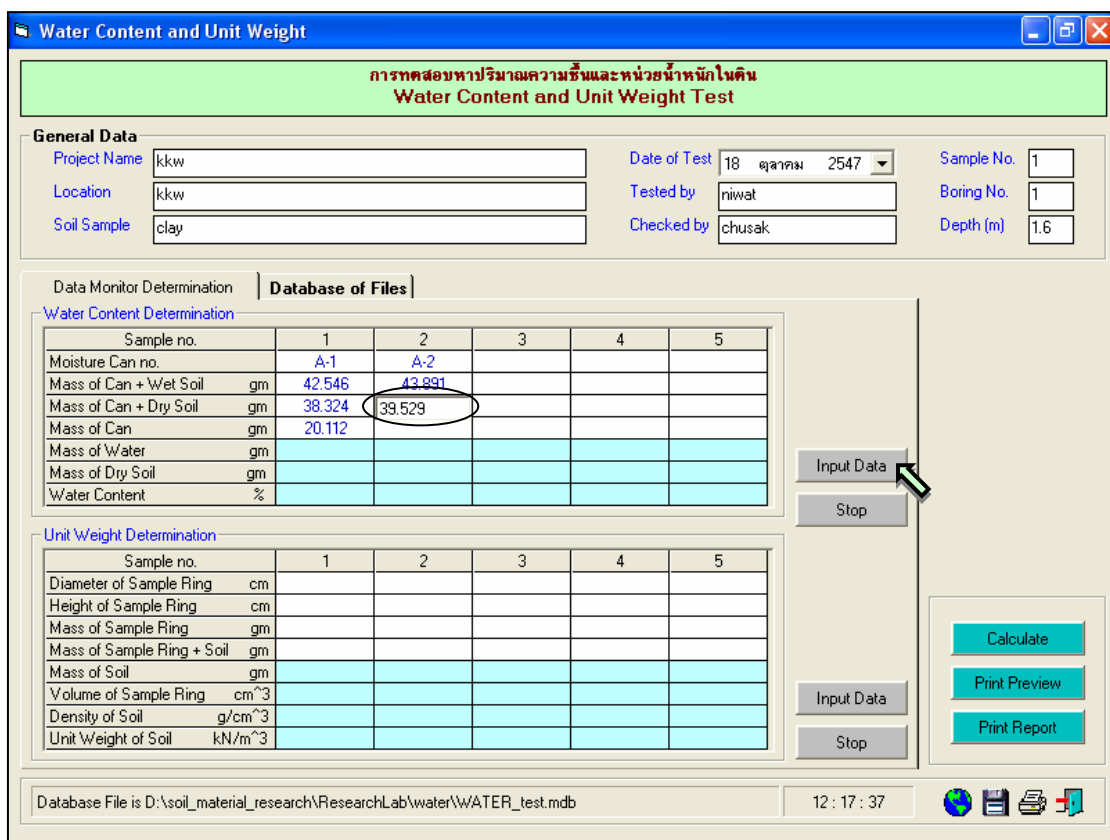 Water Content and Unit Weight
การทดสอบหาปริมาณความชื้นและหน่วยน้ำหนักในดิน
Water Content and Unit Weight Test
General Data
Project Name kkw Date of Test 18 ตุลาคม 2547 Sample No. 1
Location kkw Tested by niwat Boring No. 1
Soil Sample clay Checked by chusak Depth (m) 1.6
Data Monitor Determination Database of Files
Water Content Determination
Sample no. 1 2 3 4 5
Moisture Can no. A-1 A-2
Mass of Can + Wet Soil gm 42.546 43.891
Mass of Can + Dry Soil gm 38.324 39.529
Mass of Can gm 20.112
Mass of Water gm
Mass of Dry Soil gm
Water Content %
Input Data
Stop
Unit Weight Determination
Sample no. 1 2 3 4 5
Diameter of Sample Ring cm
Height of Sample Ring cm
Mass of Sample Ring gm
Mass of Sample Ring + Soil gm
Mass of Soil gm
Volume of Sample Ring cm^3
Density of Soil g/cm^3
Unit Weight of Soil kN/m^3
Input Data
Stop
Calculate
Print Preview
Print Report
Database File is D:\soil_material_research\ResearchLab\water\WATER_test.mdb 12 : 17 : 37